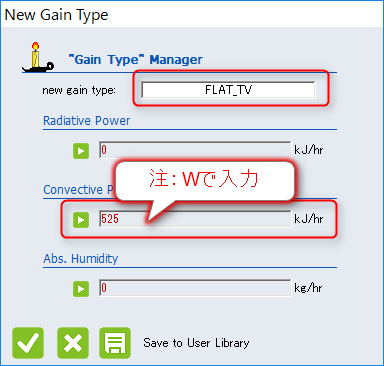 New Gain Type
"Gain Type" Manager
new gain type: FLAT_TV
Radiative Power
0 kJ/hr
注：Wで入力
Convective P
525 kJ/hr
Abs. Humidity
0 kg/hr
Save to User Library